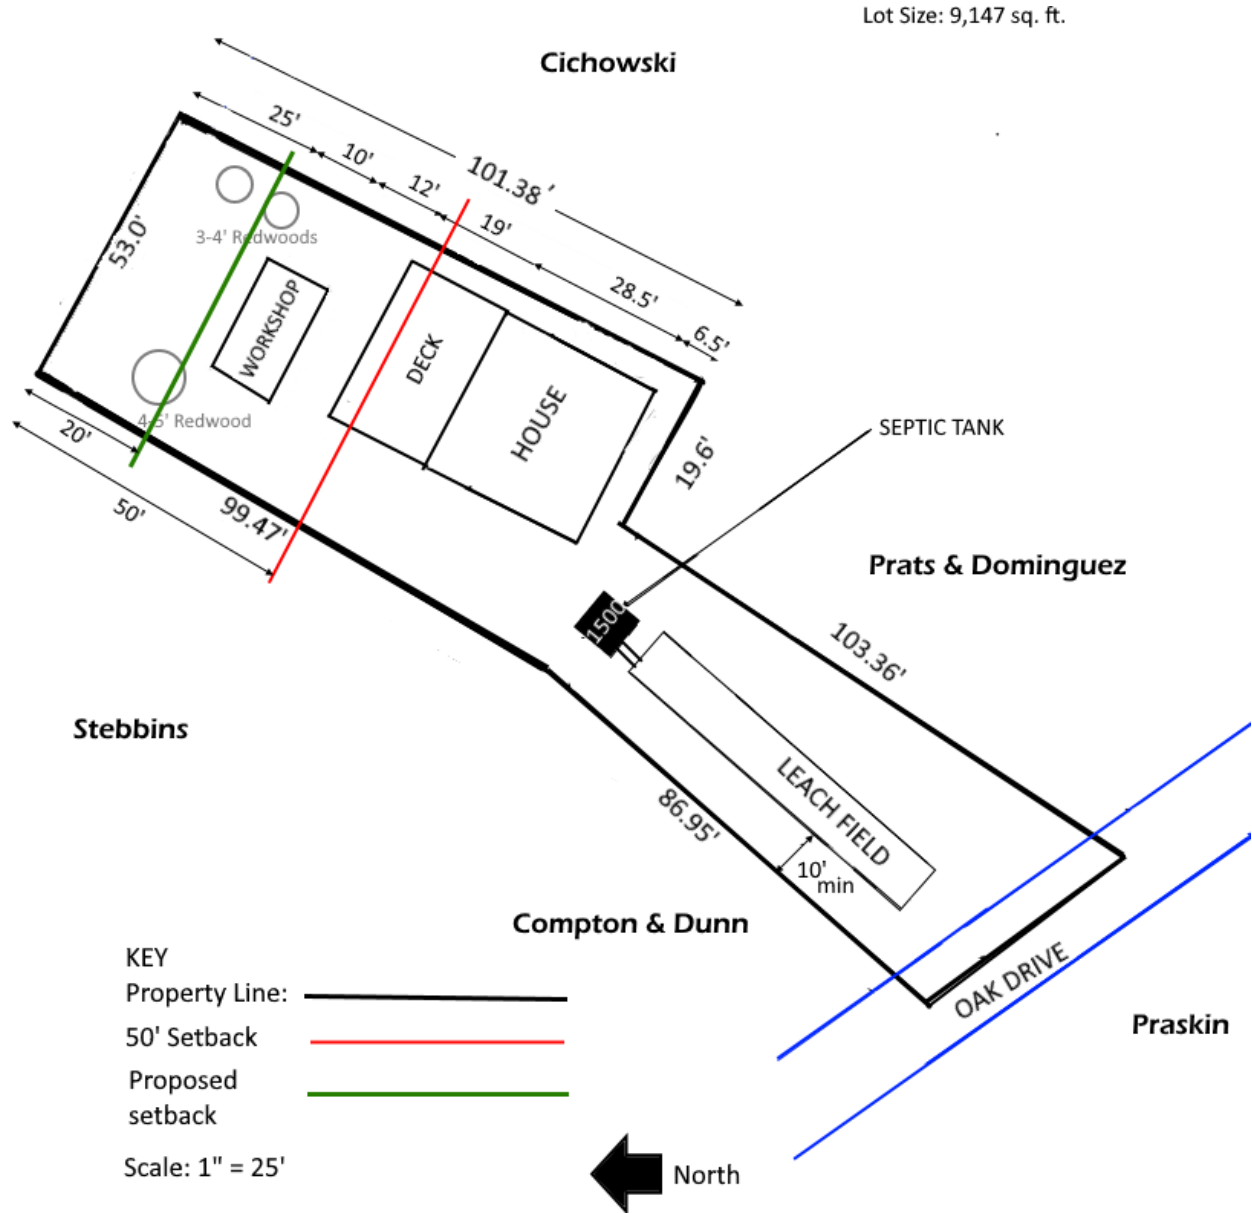 Lot Size: 9,147 sq. ft.
Cichowski
25'
10'
101.38'
12'
19'
28.5'
6.5'
53.0'
3-4' Redwoods
WORKSHOP
DECK
HOUSE
4-5' Redwood
20'
50'
99.47'
19.6'
SEPTIC TANK
Prats & Dominguez
1500
103.36'
Stebbins
LEACH FIELD
86.95'
10'
min
Compton & Dunn
OAK DRIVE
Praskin
KEY
Property Line:
50' Setback
Proposed
setback
Scale: 1" = 25'
North